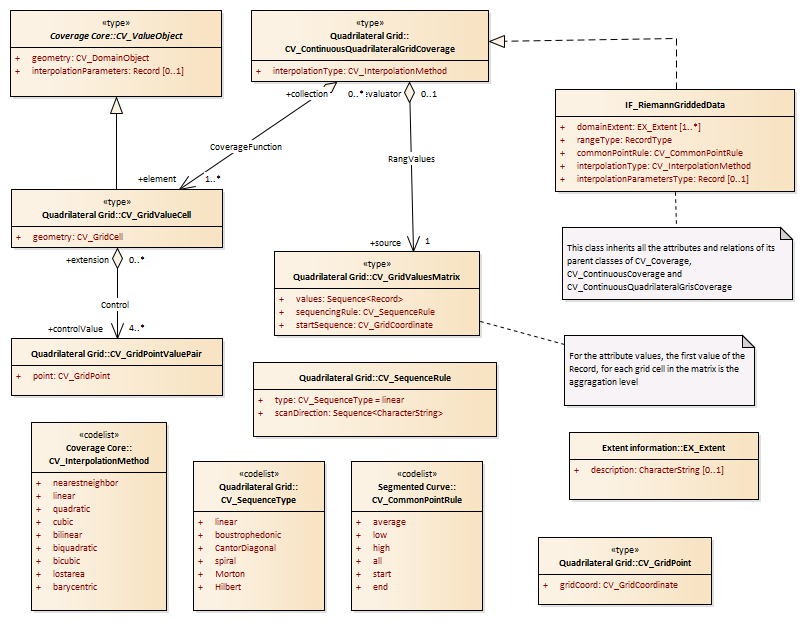 «type»
Coverage Core::CV_ValueObject
+ geometry: CV_DomainObject
+ interpolationParameters: Record [0..1]
«type»
Quadrilateral Grid::
CV_ContinuousQuadrilateralGridCoverage
+ interpolationType: CV_InterpolationMethod
+collection 0..* :valuator 0..1
CoverageFunction
RangValues
+element 1..*
IF_RiemannGriddedData
+ domainExtent: EX_Extent [1..*]
+ rangeType: RecordType
+ commonPointRule: CV_CommonPointRule
+ interpolationType: CV_InterpolationMethod
+ interpolationParametersType: Record [0..1]
«type»
Quadrilateral Grid::CV_GridValueCell
+ geometry: CV_GridCell
+extension 0..*
Control
+controlValue 4..*
+source 1
This class inherits all the attributes and relations of its
parent classes of CV_Coverage,
CV_ContinuousCoverage and
CV_ContinuousQuadrilateralGrisCoverage
«type»
Quadrilateral Grid::CV_GridValuesMatrix
+ values: Sequence<Record>
+ sequencingRule: CV_SequenceRule
+ startSequence: CV_GridCoordinate
For the attribute values, the first value of the
Record, for each grid cell in the matrix is the
aggragation level
Quadrilateral Grid::CV_GridPointValuePair
+ point: CV_GridPoint
Quadrilateral Grid::CV_SequenceRule
+ type: CV_SequenceType = linear
+ scanDirection: Sequence<CharacterString>
«codelist»
Coverage Core::
CV_InterpolationMethod
+ nearestneighbor
+ linear
+ quadratic
+ cubic
+ bilinear
+ biquadratic
+ bicubic
+ lostarea
+ barycentric
«codelist»
Quadrilateral Grid::
CV_SequenceType
+ linear
+ boustrophedonic
+ CantorDiagonal
+ spiral
+ Morton
+ Hilbert
«codelist»
Segmented Curve::
CV_CommonPointRule
+ average
+ low
+ high
+ all
+ start
+ end
Extent information::EX_Extent
+ description: CharacterString [0..1]
«type»
Quadrilateral Grid::CV_GridPoint
+ gridCoord: CV_GridCoordinate